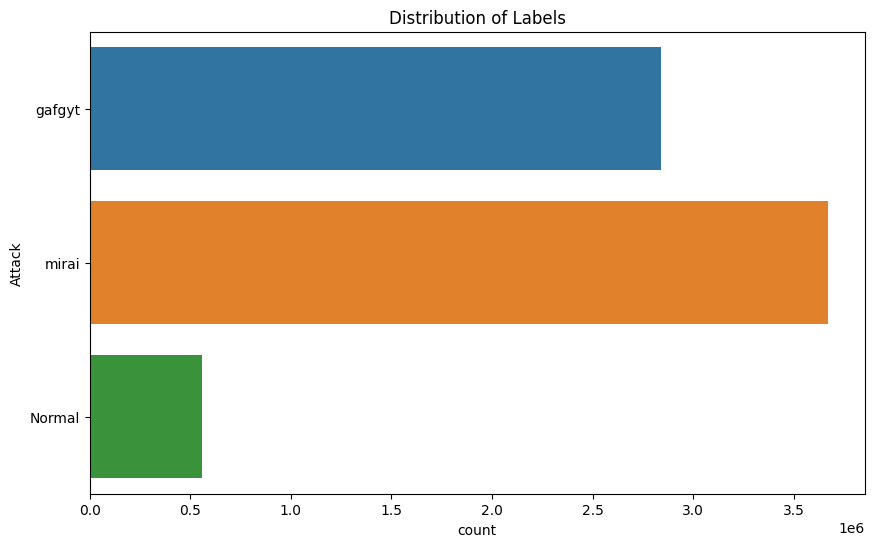 Distribution of Labels
gafgyt
mirai
Normal
Attack
0.0 0.5 1.0 1.5 2.0 2.5 3.0 3.5
1e6
count